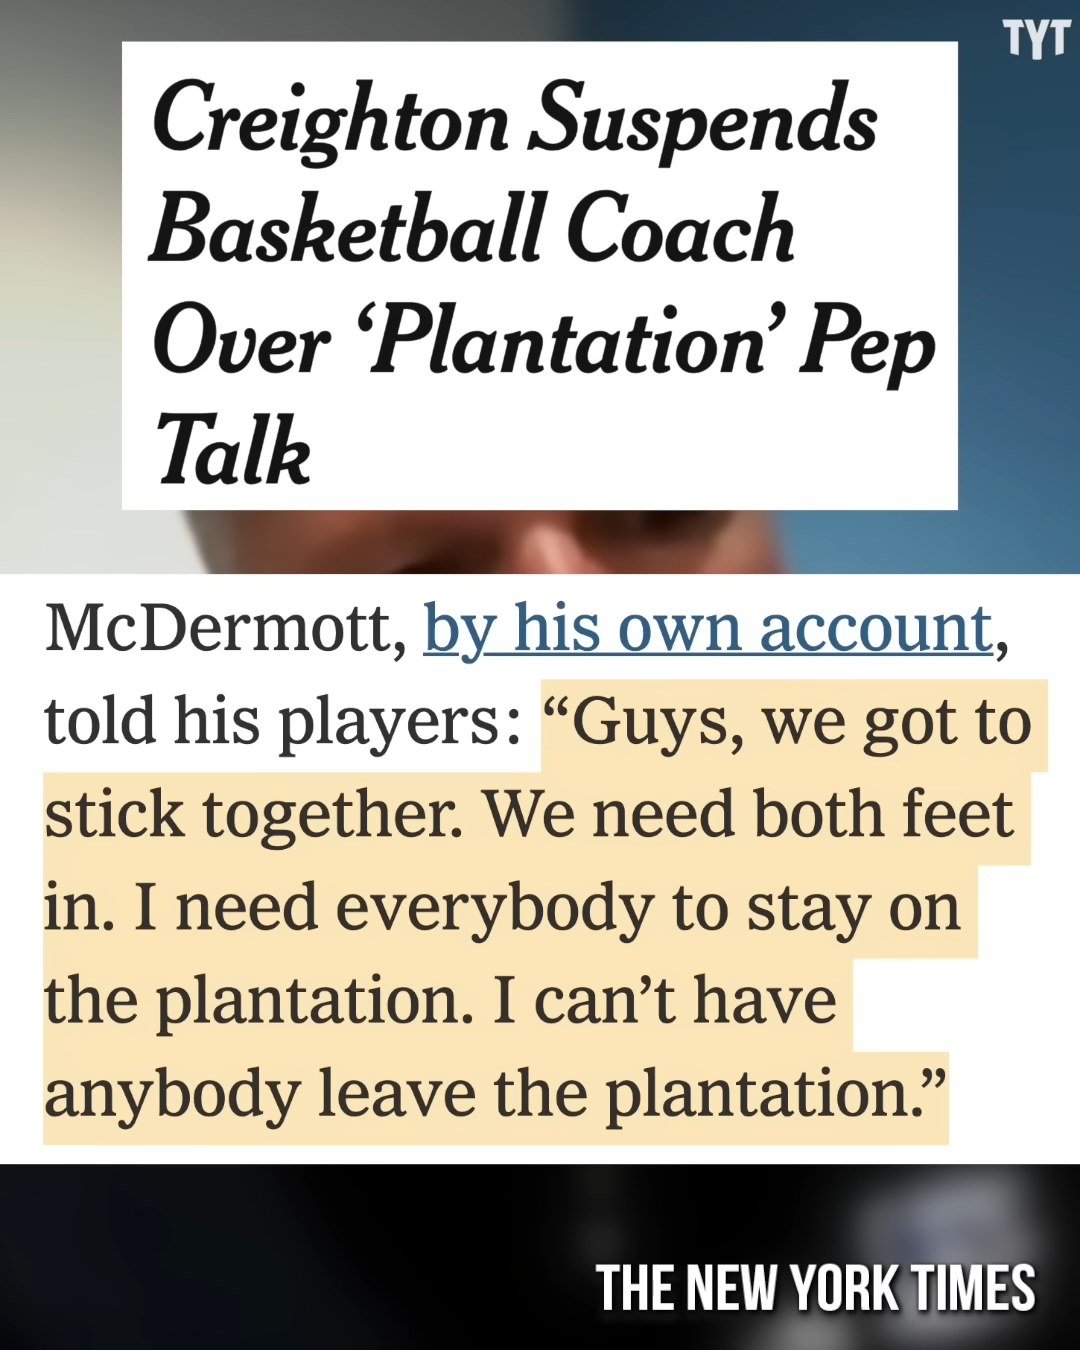 TYT
Creighton Suspends
Basketball Coach
Over ‘Plantation’ Pep
Talk
McDermott, by his own account,
told his players: “Guys, we got to
stick together. We need both feet
in. I need everybody to stay on
the plantation. I can’t have
anybody leave the plantation.”
THE NEW YORK TIMES